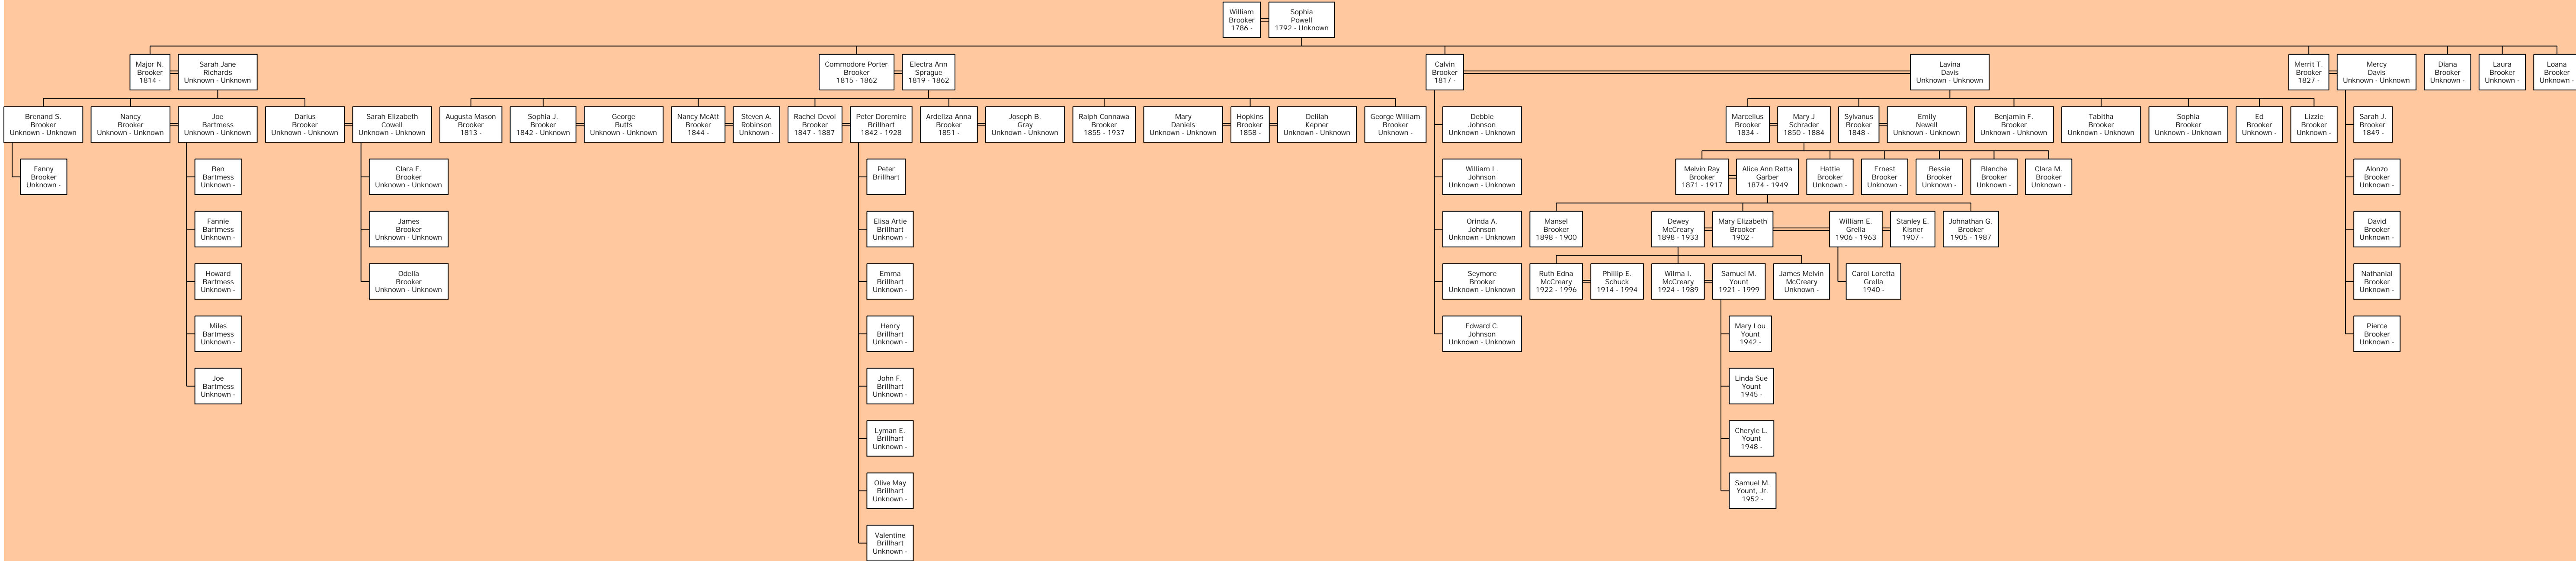 William
Brooker
1786 -
Sophia
Powell
1792 - Unknown
Major N.
Brooker
1814 -
Sarah Jane
Richards
Unknown - Unknown
Commodore Porter
Brooker
1815 - 1862
Electra Ann
Sprague
1819 - 1862
Calvin
Brooker
1817 -
Lavina
Davis
Unknown - Unknown
Merrit T.
Brooker
1827 -
Mercy
Davis
Unknown - Unknown
Diana
Brooker
Unknown -
Laura
Brooker
Unknown -
Loana
Brooker
Unknown -
Brenand S.
Brooker
Unknown - Unknown
Nancy
Brooker
Unknown - Unknown
Joe
Bartmess
Unknown - Unknown
Darius
Brooker
Unknown - Unknown
Sarah Elizabeth
Cowell
Unknown - Unknown
Augusta Mason
Brooker
1813 -
Sophia J.
Brooker
1842 - Unknown
George
Butts
Unknown - Unknown
Nancy McAtt
Brooker
1844 -
Steven A.
Robinson
Unknown -
Rachel Devol
Brooker
1847 - 1887
Peter Doremire
Brillhart
1842 - 1928
Ardeliza Anna
Brooker
1851 -
Joseph B.
Gray
Unknown - Unknown
Ralph Connawa
Brooker
1855 - 1937
Mary
Daniels
Unknown - Unknown
Hopkins
Brooker
1858 -
Delilah
Kepner
Unknown - Unknown
George William
Brooker
Unknown -
Debbie
Johnson
Unknown - Unknown
Marcellus
Brooker
1834 -
Mary J
Schrader
1850 - 1884
Sylvanus
Brooker
1848 -
Emily
Newell
Unknown - Unknown
Benjamin F.
Brooker
Unknown - Unknown
Tabitha
Brooker
Unknown - Unknown
Sophia
Brooker
Unknown - Unknown
Ed
Brooker
Unknown -
Lizzie
Brooker
Unknown -
Sarah J.
Brooker
1849 -
Fanny
Brooker
Unknown -
Ben
Bartmess
Unknown -
Clara E.
Brooker
Unknown - Unknown
Peter
Brillhart
William L.
Johnson
Unknown - Unknown
Melvin Ray
Brooker
1871 - 1917
Alice Ann Retta
Garber
1874 - 1949
Hattie
Brooker
Unknown -
Ernest
Brooker
Unknown -
Bessie
Brooker
Unknown -
Blanche
Brooker
Unknown -
Clara M.
Brooker
Unknown -
Alonzo
Brooker
Unknown -
Fannie
Bartmess
Unknown -
James
Brooker
Unknown - Unknown
Elisa Artie
Brillhart
Unknown -
Orinda A.
Johnson
Unknown - Unknown
Mansel
Brooker
1898 - 1900
Dewey
McCreary
1898 - 1933
Mary Elizabeth
Brooker
1902 -
William E.
Grella
1906 - 1963
Stanley E.
Kisner
1907 -
Johnathan G.
Brooker
1905 - 1987
David
Brooker
Unknown -
Howard
Bartmess
Unknown -
Odella
Brooker
Unknown - Unknown
Emma
Brillhart
Unknown -
Seymore
Brooker
Unknown - Unknown
Ruth Edna
McCreary
1922 - 1996
Phillip E.
Schuck
1914 - 1994
Wilma I.
McCreary
1924 - 1989
Samuel M.
Yount
1921 - 1999
James Melvin
McCreary
Unknown -
Carol Loretta
Grella
1940 -
Nathanial
Brooker
Unknown -
Miles
Bartmess
Unknown -
Henry
Brillhart
Unknown -
Edward C.
Johnson
Unknown - Unknown
Mary Lou
Yount
1942 -
Pierce
Brooker
Unknown -
Joe
Bartmess
Unknown -
John F.
Brillhart
Unknown -
Linda Sue
Yount
1945 -
Lyman E.
Brillhart
Unknown -
Cheryle L.
Yount
1948 -
Olive May
Brillhart
Unknown -
Samuel M.
Yount, Jr.
1952 -
Valentine
Brillhart
Unknown -